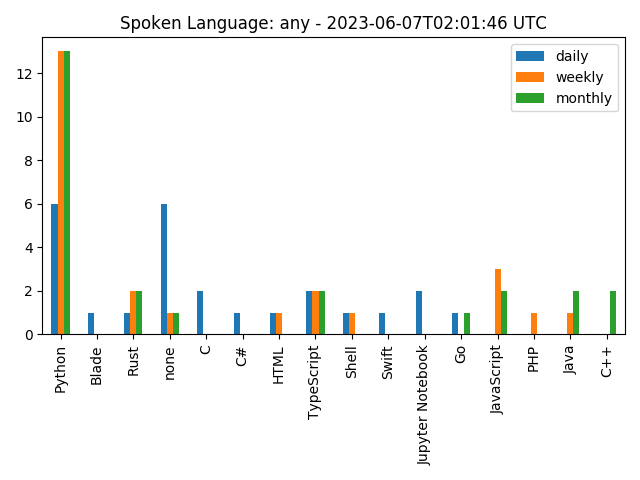 Spoken Language: any - 2023-06-07T02:01:46 UTC
daily
weekly
monthly
12
10
8
6
4
2
0
Python
Blade
Rust
none
C
C#
HTML
TypeScript
Shell
Swift
Jupyter Notebook
Go
JavaScript
PHP
Java
C++